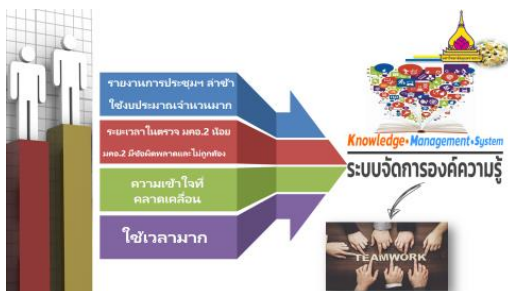 รายงานการประชุมฯ ล่าช้า
ใช้งบประมาณจำนวนมาก
ระยะเวลาในตรวจ มคอ.2 น้อย
มคอ.2 มีข้อผิดพลาดและไม่ถูกต้อง
ความเข้าใจที่
คลาดเคลื่อน
ใช้เวลามาก
Knowledge•Management•System
ระบบจัดการองค์ความรู้
TEAMWORK